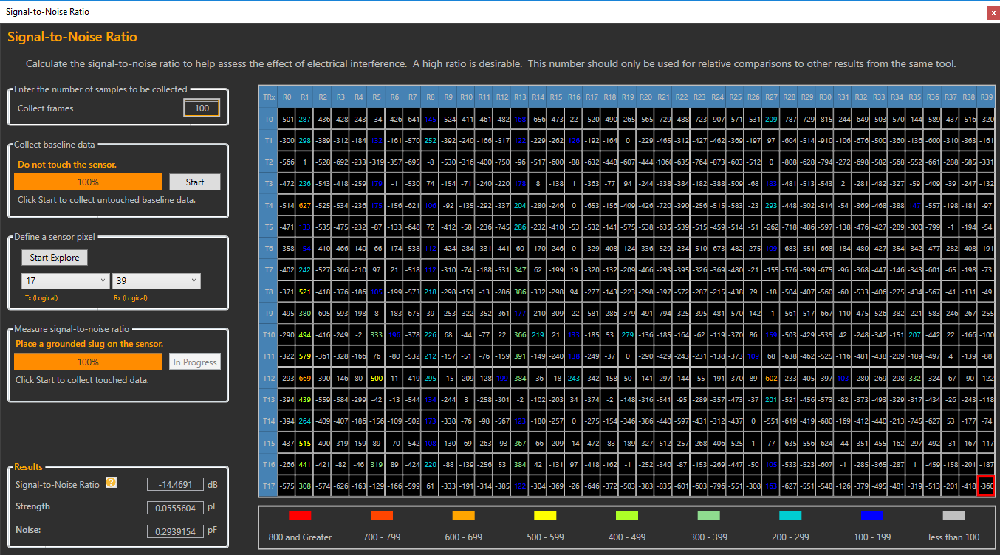 Signal-to-Noise Ratio
x
Signal-to-Noise Ratio
Calculate the signal-to-noise ratio to help assess the effect of electrical interference. A high ratio is desirable. This number should only be used for relative comparisons to other results from the same tool.
Enter the number of samples to be collected
Collect frames 100
Collect baseline data
Do not touch the sensor.
100% Start
Click Start to collect untouched baseline data.
Define a sensor pixel
Start Explore
17 39
Tx (Logical) Rx (Logical)
Measure signal-to-noise ratio
Place a grounded slug on the sensor.
100% In Progress
Click Start to collect touched data.
Results
Signal-to-Noise Ratio ? -14.4691 dB
Strength 0.0555604 pF
Noise: 0.2939154 pF
TRx R0 R1 R2 R3 R4 R5 R6 R7 R8 R9 R10 R11 R12 R13 R14 R15 R16 R17 R18 R19 R20 R21 R22 R23 R24 R25 R26 R27 R28 R29 R30 R31 R32 R33 R34 R35 R36 R37 R38 R39
T0 -501 287 -436 -428 -243 -34 -426 -641 145 -524 -411 -461 -482 168 -656 -473 22 -520 -490 -265 -565 -729 -488 -723 -907 -571 -531 209 -787 -729 -815 -244 -649 -503 -570 -144 -589 -437 -516 -320
T1 -300 298 -389 -312 -184 132 -161 -570 252 -392 -240 -166 -517 122 -229 -262 126 -192 -164 0 -229 -465 -312 -427 -462 -369 -197 97 -604 -514 -910 -106 -676 -500 -360 -136 -600 -310 -363 -161
T2 -566 1 -528 -692 -233 -319 -357 -695 -8 -530 -316 -400 -750 -96 -517 -600 -88 -632 -448 -607 -444 -1060 -635 -764 -873 -603 -512 0 -808 -628 -794 -272 -698 -582 -568 -552 -661 -288 -585 -331
T3 -472 236 -543 -418 -259 179 -1 -530 74 -154 -71 -240 -220 178 8 -138 1 -363 -77 94 -244 -338 -384 -182 -388 -509 -68 183 -481 -513 -543 2 -281 -482 -327 -59 -409 -39 -247 -132
T4 -514 627 -525 -534 -236 175 -156 -621 106 -92 -135 -292 -337 204 -280 -246 0 -653 -156 -409 -426 -720 -390 -256 -515 -583 -23 293 -448 -502 -514 -54 -369 -468 -388 147 -557 -198 -181 -97
T5 -471 133 -535 -475 -232 -87 -133 -648 72 -412 -58 -236 -745 286 -232 -410 -53 -532 -141 -575 -538 -635 -539 -515 -459 -514 -51 -262 -718 -486 -597 -138 -476 -427 -489 -300 -799 -1 -194 -54
T6 -358 154 -410 -466 -140 -66 -174 -538 112 -424 -284 -331 -441 60 -170 -246 0 -329 -408 -124 -336 -529 -234 -510 -673 -482 -275 109 -683 -551 -668 -184 -480 -427 -354 -342 -477 -282 -408 -191
T7 -402 242 -527 -366 -210 97 21 -518 112 -310 -74 -188 -531 347 62 -199 19 -320 -132 -209 -466 -293 -395 -326 -369 -480 -21 -155 -576 -599 -675 -96 -368 -447 -146 -343 -601 -65 -198 -73
T8 -371 521 -418 -376 -186 105 -199 -573 218 -298 -151 -13 -286 386 -332 -298 94 -277 -143 -223 -298 -397 -572 -287 -215 -438 79 -18 -504 -407 -560 -60 -533 -406 -275 -434 -567 -41 -131 -49
T9 -495 380 -605 -593 -198 8 -183 -675 39 -253 -322 -352 -361 177 -210 -309 -22 -581 -286 -379 -491 -794 -325 -395 -481 -570 -142 -1 -561 -517 -667 -110 -475 -526 -382 -221 -583 -246 -267 -255
T10 -290 494 -416 -249 -2 333 196 -378 226 68 -44 -77 22 366 219 21 135 -185 53 279 -136 -185 -164 -62 -119 -370 86 159 -503 -429 -535 42 -248 -342 -151 207 -442 22 -166 -100
T11 -322 579 -361 -328 -166 76 -80 -532 212 -157 -51 -76 -159 391 -149 -240 139 -249 -37 0 -290 -429 -243 -231 -138 -373 109 68 -638 -462 -525 -116 -481 -438 -209 -189 -497 4 -139 -88
T12 -293 669 -390 -146 80 500 11 -419 295 -15 -209 -128 199 384 -36 -18 243 -342 -158 50 -141 -297 -144 -55 -191 -370 89 602 -233 -405 -397 103 -280 -269 -298 332 -324 -67 -90 -122
T13 -394 439 -559 -584 -299 -42 -13 -544 134 -244 3 -258 -301 -2 -102 -203 34 -374 -2 -148 -316 -541 -95 -289 -357 -473 -37 201 -521 -456 -573 -82 -373 -493 -329 -317 -434 -26 -243 -118
T14 -394 264 -409 -407 -186 -156 -109 -502 173 -338 -76 -98 -567 123 -180 -257 0 -275 -154 -346 -386 -440 -597 -431 -312 -437 0 -551 -619 -419 -680 -169 -412 -440 -213 -745 -627 53 -177 -74
T15 -437 515 -490 -319 -159 89 -70 -542 106 -130 -69 -263 -93 367 -66 -209 -14 -472 -83 -189 -327 -512 -257 -268 -406 -525 1 77 -635 -556 -624 -44 -351 -455 -162 -297 -492 -31 -167 -117
T16 -266 441 -421 -82 -46 319 89 -424 220 -88 -139 -256 53 384 42 -131 97 -418 -162 -1 -252 -340 -87 -153 -269 -447 -50 105 -533 -523 -607 -1 -285 -365 -287 1 -459 -158 -201 -187
T17 -575 308 -574 -626 -163 -129 -166 -599 61 -333 -191 -314 -385 122 -304 -369 -26 -646 -372 -503 -383 -835 -601 -603 -796 -551 -308 163 -627 -551 -548 -126 -379 -495 -481 -319 -513 -201 -418 -360
800 and Greater 700 - 799 600 - 699 500 - 599 400 - 499 300 - 399 200 - 299 100 - 199 less than 100